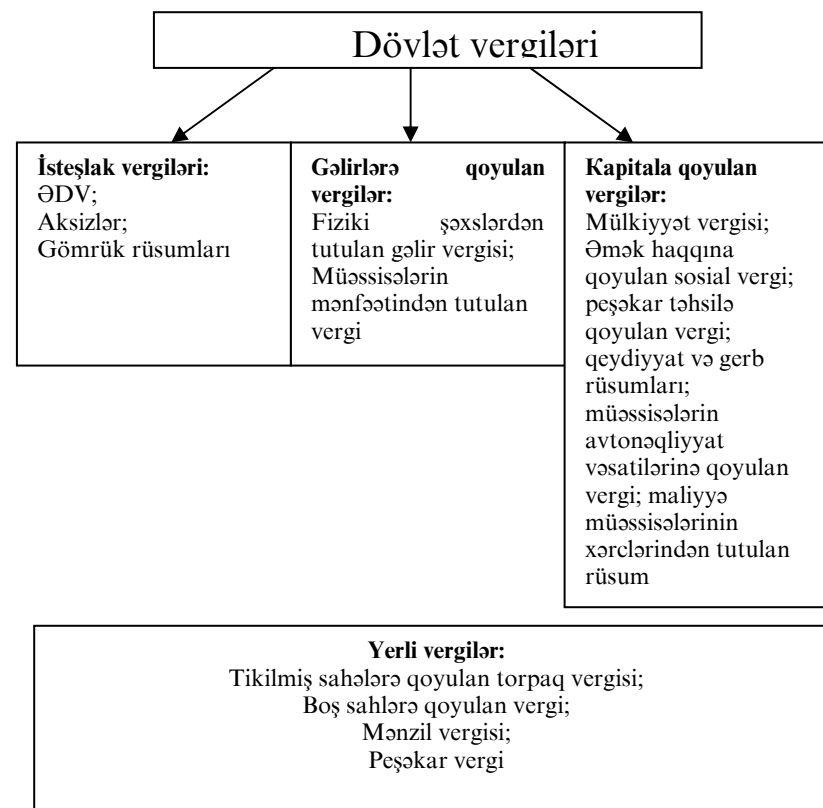 Dövlət vergiləri
İsteşlak vergiləri:
ƏDV;
Aksizlər;
Gömrük rüsumları
Gəlirlərə qoyulan
vergilər:
Fiziki şəxslərdən
tutulan gəlir vergisi;
Müəssisələrin
mənfəətindən tutulan
vergi
Kapitala qoyulan
vergilər:
Mülkiyyət vergisi;
Əmək haqqına
qoyulan sosial vergi;
peşəkar təhsilə
qoyulan vergi;
qeydiyyat və gerb
rüsumları;
müəssisələrin
avtonəqliyyat
vəsatilərinə qoyulan
vergi; maliyyə
müəssisələrinin
xərclərindən tutulan
rüsum
Yerli vergilər:
Tikilmiş sahələrə qoyulan torpaq vergisi;
Boş sahlərə qoyulan vergi;
Mənzil vergisi;
Peşəkar vergi